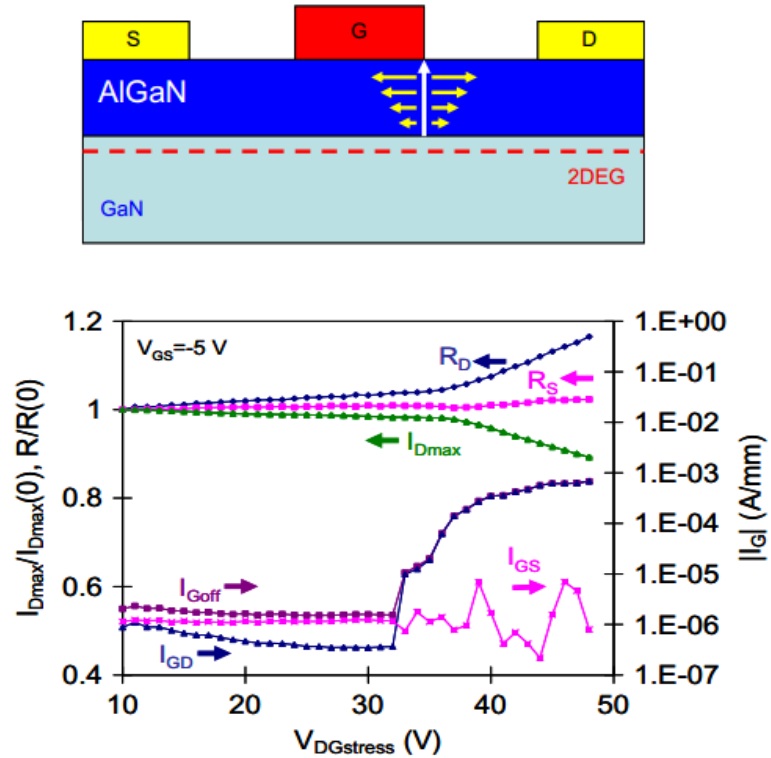 S G D
AlGaN
2DEG
GaN
V_GS=-5 V
R_D
R_S
I_Dmax
I_Goff
I_GS
I_GD
1.2
1
0.8
0.6
0.4
1.E+00
1.E-01
1.E-02
1.E-03
1.E-04
1.E-05
1.E-06
1.E-07
10 20 30 40 50
V_DGstress (V)
I_Dmax/I_Dmax(0), R/R(0)
|I_G| (A/mm)